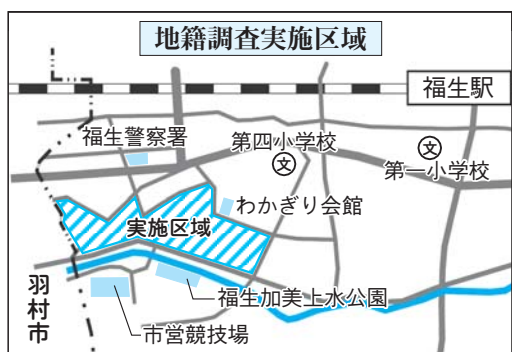 地籍調査実施区域
福生駅
福生警察署
第四小学校
文
文
第一小学校
わかぎり会館
実施区域
羽村市
福生加美上水公園
市営競技場